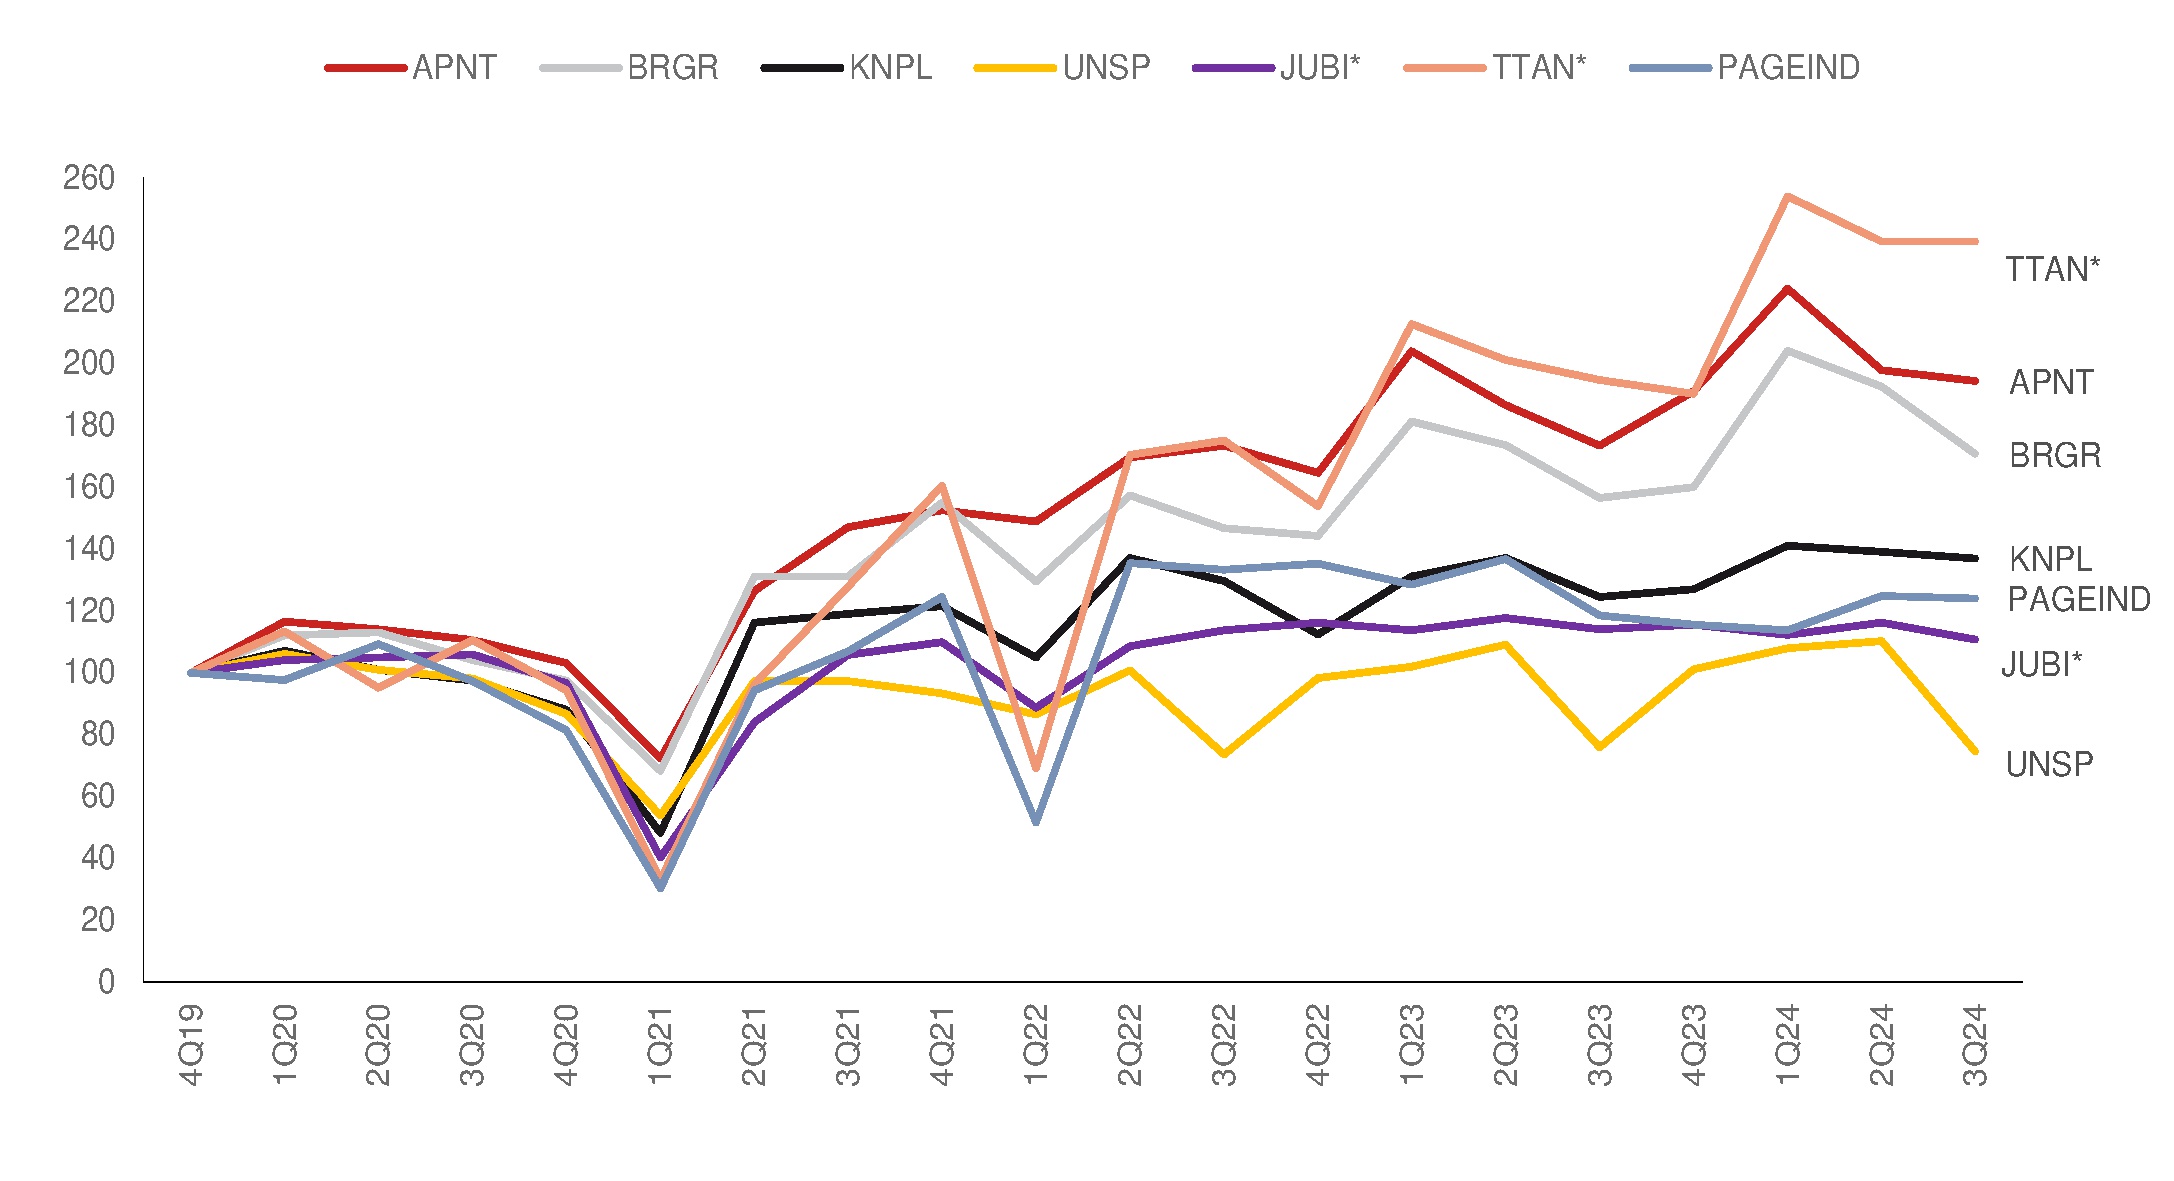 APNT BRGR KNPL UNSP JUBI* TTAN* PAGEIND
260
240
220
200
180
160
140
120
100
80
60
40
20
0
TTAN*
APNT
BRGR
KNPL
PAGEIND
JUBI*
UNSP
4Q19 1Q20 2Q20 3Q20 4Q20 1Q21 2Q21 3Q21 4Q21 1Q22 2Q22 3Q22 4Q22 1Q23 2Q23 3Q23 4Q23 1Q24 2Q24 3Q24